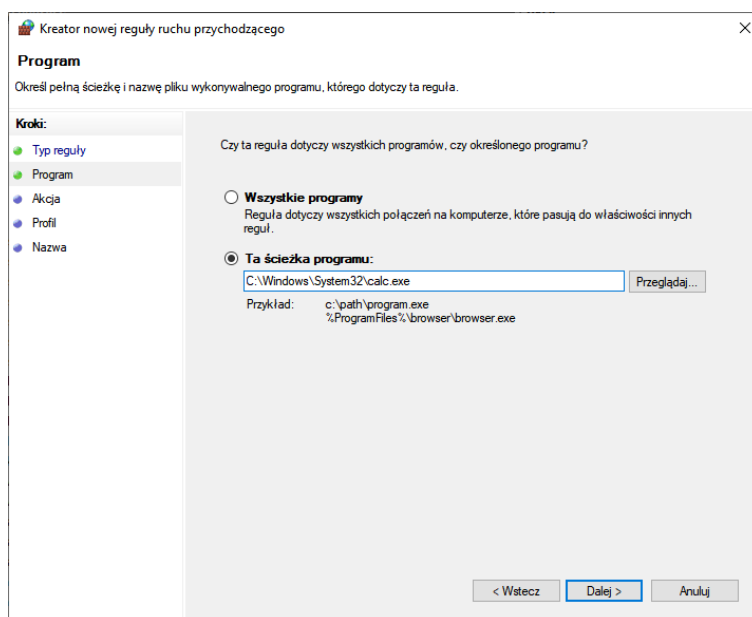 Kreator nowej reguły ruchu przychodzącego
Program
Określ pełną ścieżkę i nazwę pliku wykonywalnego programu, którego dotyczy ta reguła.
Kroki:
Typ reguły
Program
Akcja
Profil
Nazwa
Czy ta reguła dotyczy wszystkich programów, czy określonego programu?
Wszystkie programy
Reguła dotyczy wszystkich połączeń na komputerze, które pasują do właściwości innych
reguł.
Ta ścieżka programu:
C:\Windows\System32\calc.exe
Przeglądaj...
Przykład: c:\path\program.exe
%ProgramFiles%\browser\browser.exe
< Wstecz Dalej > Anuluj